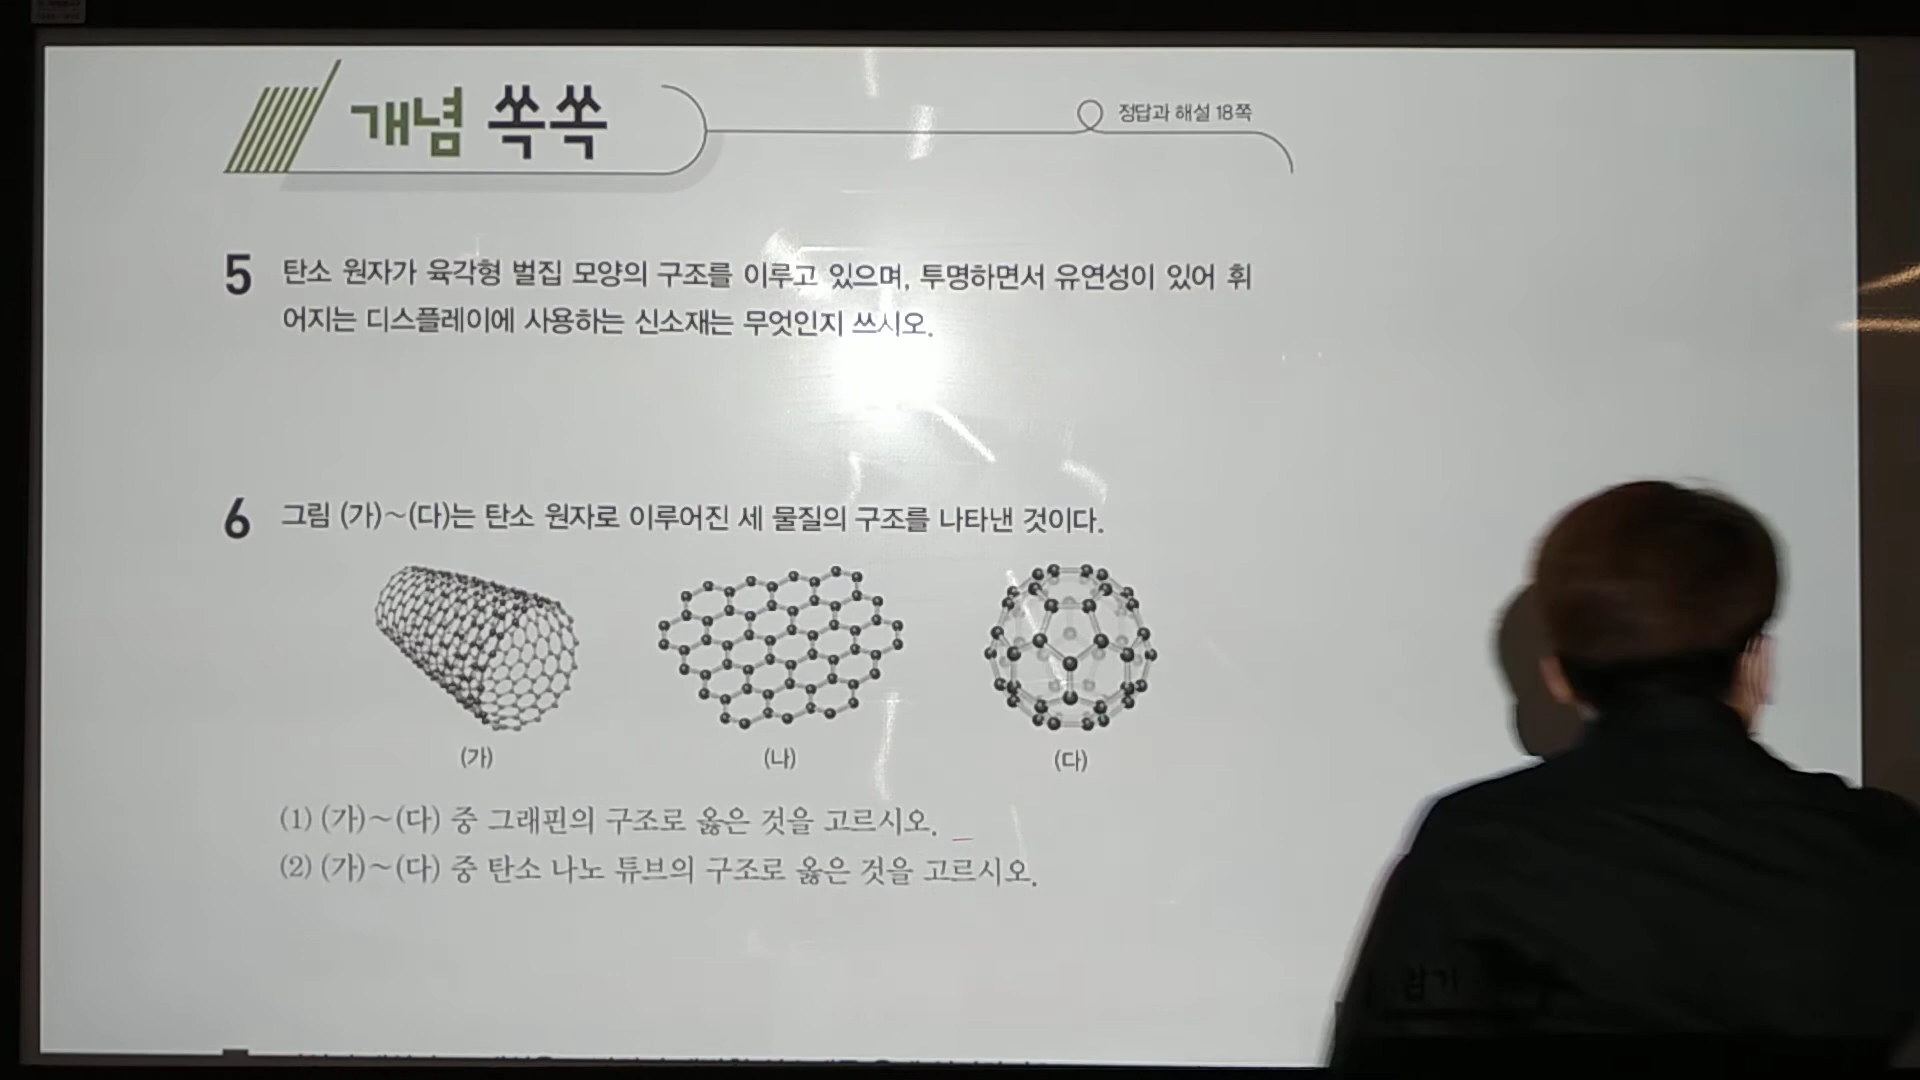 개념 쏙쏙
정답과 해설 18쪽
5 탄소 원자가 육각형 벌집 모양의 구조를 이루고 있으며, 투명하면서 유연성이 있어 휘
어지는 디스플레이에 사용하는 신소재는 무엇인지 쓰시오.
6 그림 (가)~(다)는 탄소 원자로 이루어진 세 물질의 구조를 나타낸 것이다.
(가) (나) (다)
(1) (가)~(다) 중 그래핀의 구조로 옳은 것을 고르시오.
(2) (가)~(다) 중 탄소 나노 튜브의 구조로 옳은 것을 고르시오.